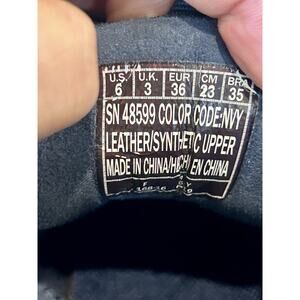 U.S. U.K. EUR CM BRA
6 3 36 23 35
SN 48599 COLOR CODE:NVY
LEATHER/SYNTHETIC UPPER
MADE IN CHINA/HECHO EN CHINA